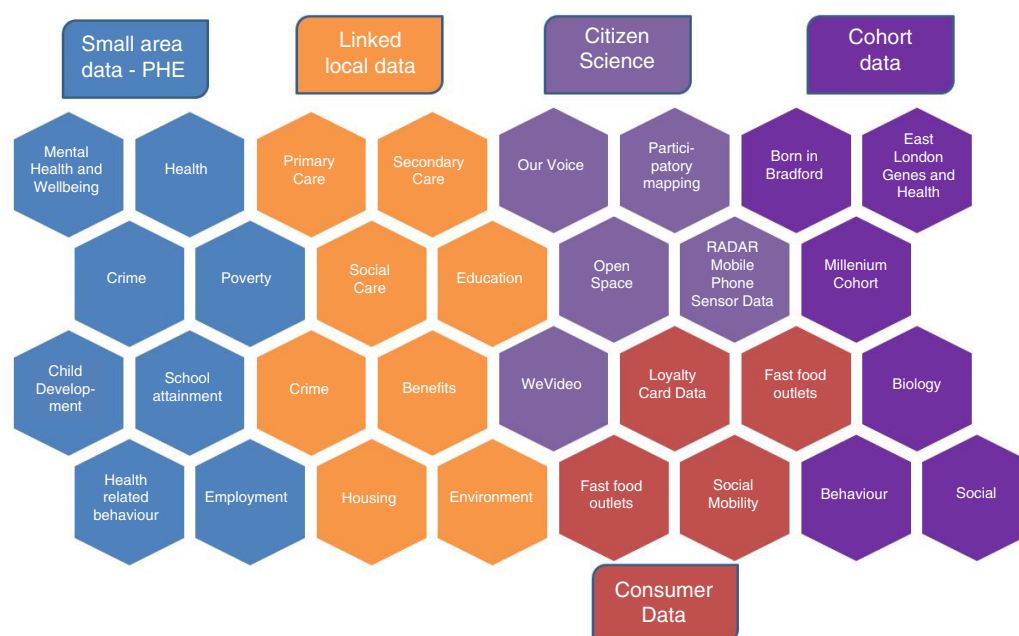 Small area
data - PHE
Linked
local data
Citizen
Science
Cohort
data
Mental
Health and
Wellbeing
Health
Primary
Care
Secondary
Care
Our Voice
Partici-
patory
mapping
Born in
Bradford
East
London
Genes and
Health
Crime
Poverty
Social
Care
Education
Open
Space
RADAR
Mobile
Phone
Sensor Data
Millenium
Cohort
Child
Develop-
ment
School
attainment
Crime
Benefits
WeVideo
Loyalty
Card Data
Fast food
outlets
Biology
Health
related
behaviour
Employment
Housing
Environment
Fast food
outlets
Social
Mobility
Behaviour
Social
Consumer
Data